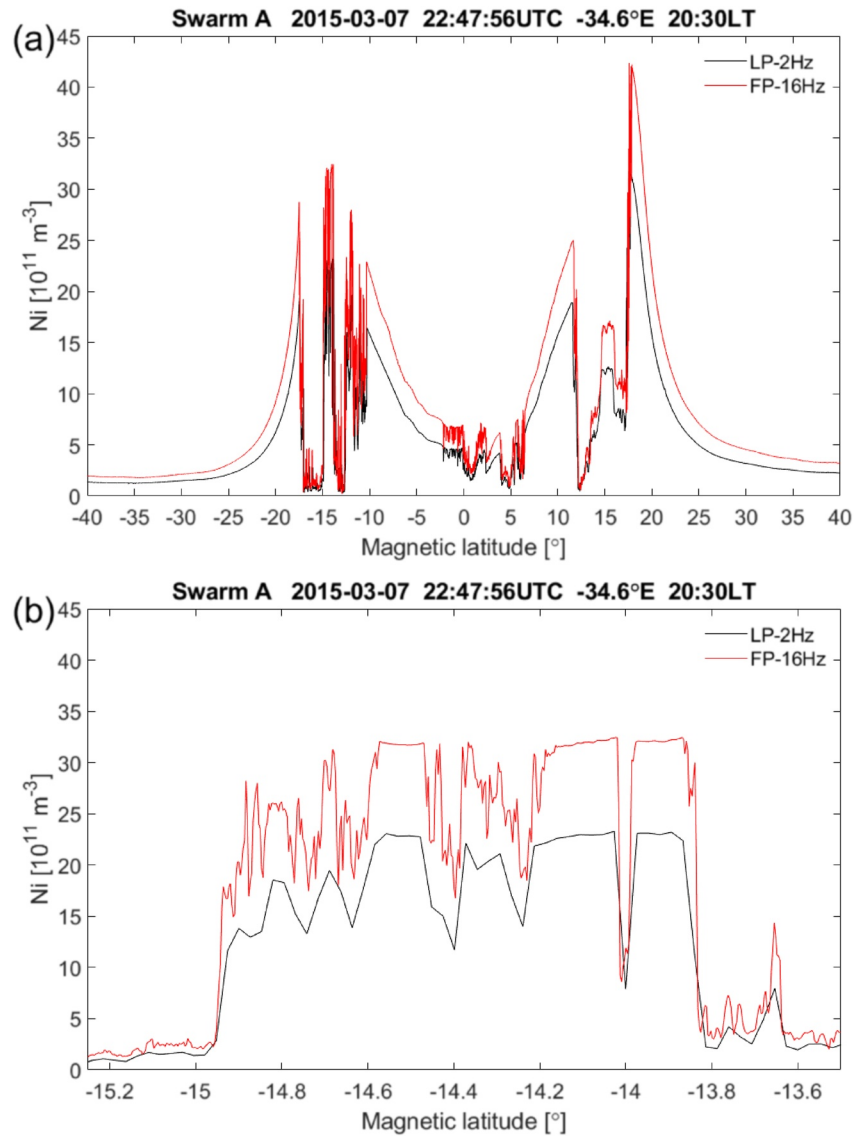 (a)
Swarm A 2015-03-07 22:47:56UTC -34.6°E 20:30LT
45
40
35
30
25
20
15
10
5
0
Ni [10^11 m^-3]
LP-2Hz
FP-16Hz
-40 -35 -30 -25 -20 -15 -10 -5 0 5 10 15 20 25 30 35 40
Magnetic latitude [°]
(b)
Swarm A 2015-03-07 22:47:56UTC -34.6°E 20:30LT
45
40
35
30
25
20
15
10
5
0
Ni [10^11 m^-3]
LP-2Hz
FP-16Hz
-15.2 -15 -14.8 -14.6 -14.4 -14.2 -14 -13.8 -13.6
Magnetic latitude [°]